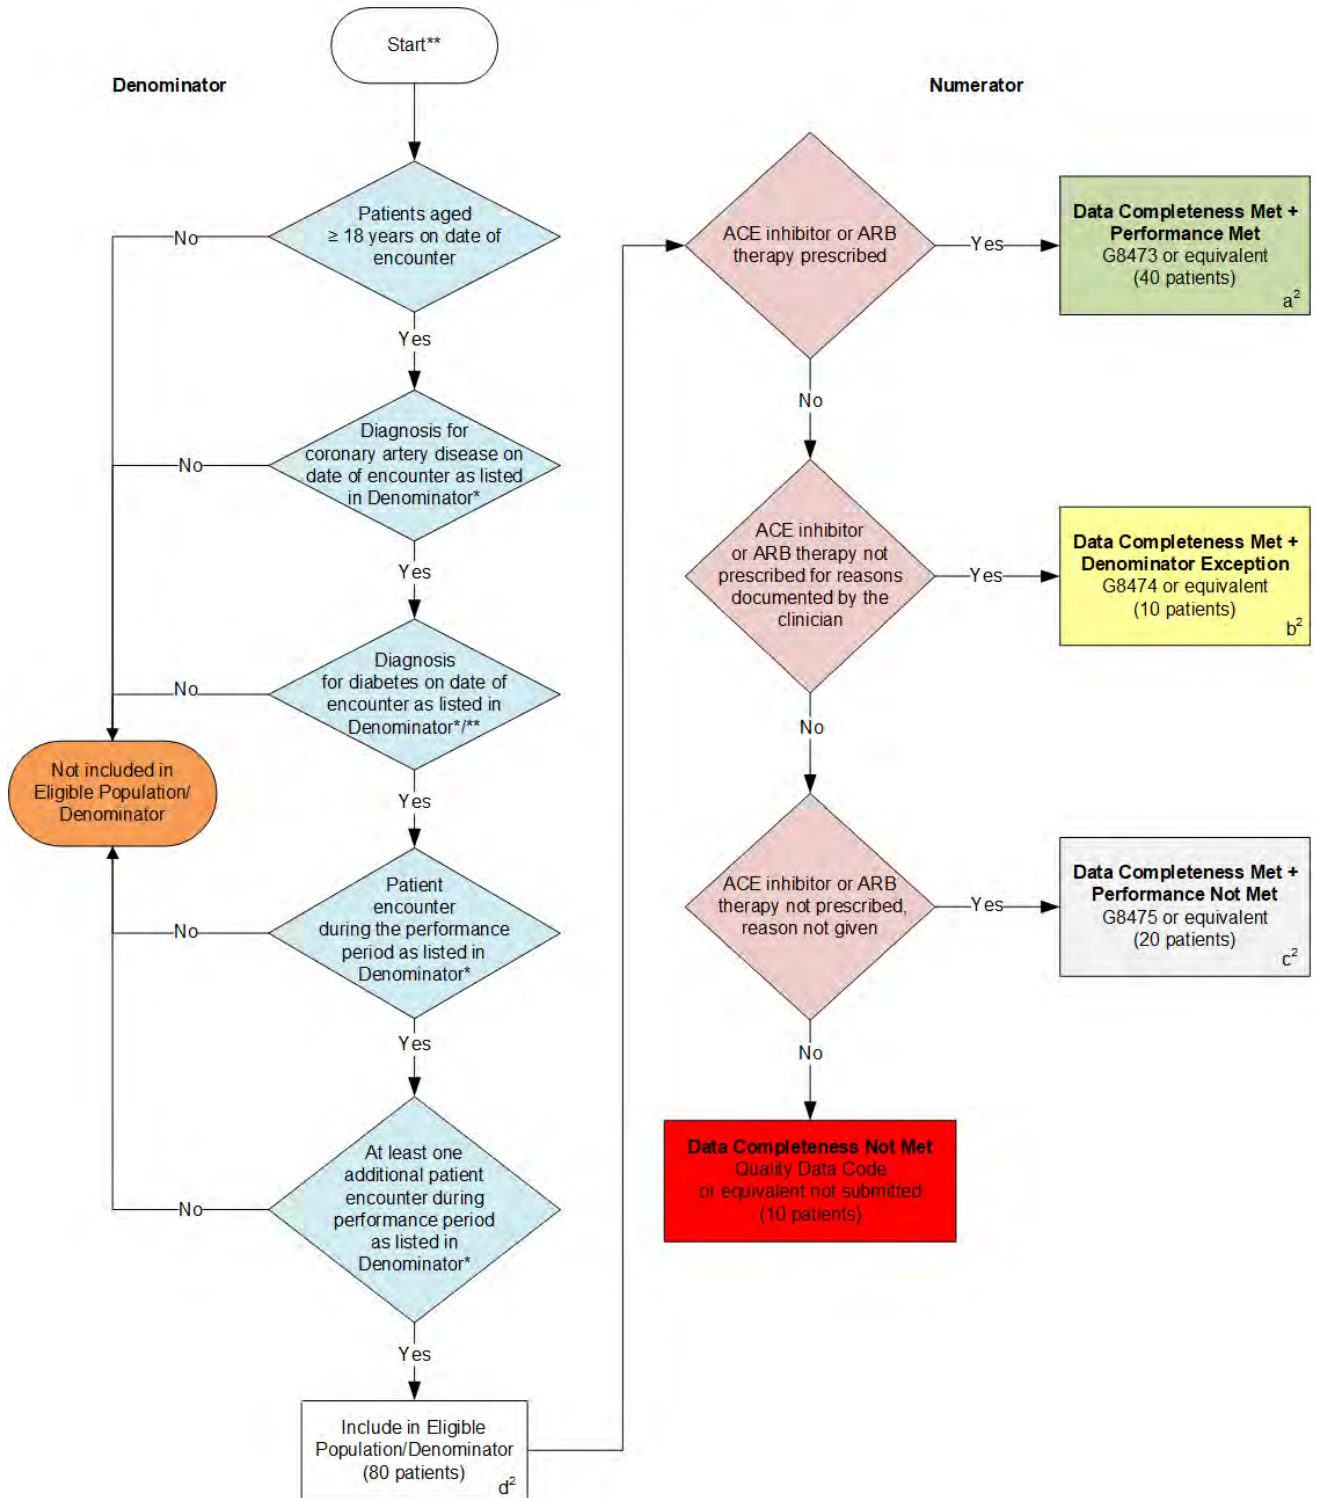 Start**
Denominator
Patients aged
≥ 18 years on date of
encounter
No
Yes
Diagnosis for
coronary artery disease on
date of encounter as listed
in Denominator*
No
Yes
Diagnosis
for diabetes on date of
encounter as listed in
Denominator*/**
No
Yes
Not included in
Eligible Population/
Denominator
Patient
encounter
during the performance
period as listed in
Denominator*
No
Yes
At least one
additional patient
encounter during
performance period
as listed in
Denominator*
No
Yes
Include in Eligible
Population/Denominator
(80 patients)
d²
Numerator
ACE inhibitor or ARB
therapy prescribed
Yes
Data Completeness Met +
Performance Met
G8473 or equivalent
(40 patients)
a²
No
ACE inhibitor
or ARB therapy not
prescribed for reasons
documented by the
clinician
Yes
Data Completeness Met +
Denominator Exception
G8474 or equivalent
(10 patients)
b²
No
ACE inhibitor or ARB
therapy not prescribed,
reason not given
Yes
Data Completeness Met +
Performance Not Met
G8475 or equivalent
(20 patients)
c²
No
Data Completeness Not Met
Quality Data Code
or equivalent not submitted
(10 patients)